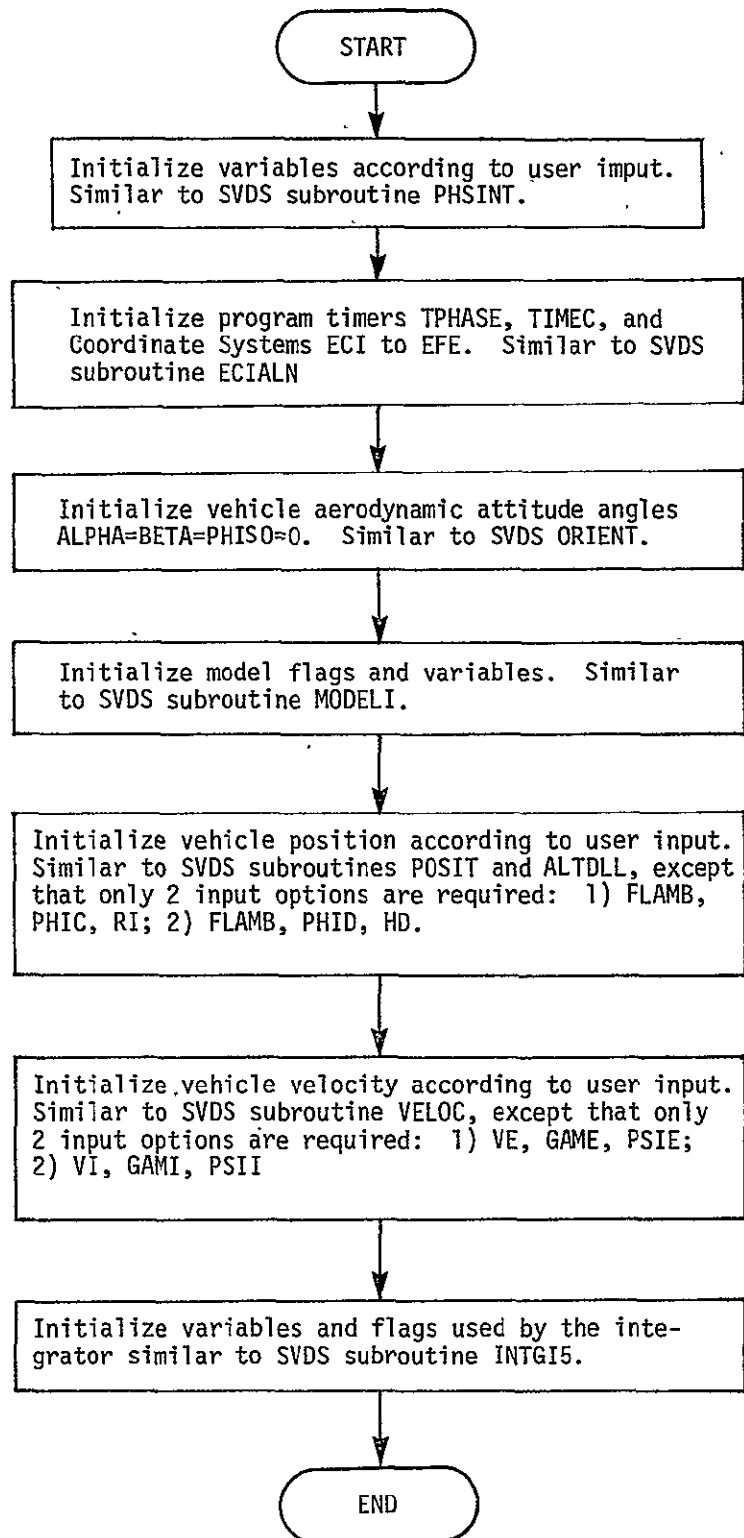 START
Initialize variables according to user imput.
Similar to SVDS subroutine PHSINT.
Initialize program timers TPHASE, TIMEC, and
Coordinate Systems ECI to EFE. Similar to SVDS
subroutine ECIALN
Initialize vehicle aerodynamic attitude angles
ALPHA=BETA=PHISO=0. Similar to SVDS ORIENT.
Initialize model flags and variables. Similar
to SVDS subroutine MODELI.
Initialize vehicle position according to user input.
Similar to SVDS subroutines POSIT and ALTDLL, except
that only 2 input options are required: 1) FLAMB,
PHIC, RI; 2) FLAMB, PHID, HD.
Initialize vehicle velocity according to user input.
Similar to SVDS subroutine VELOC, except that only
2 input options are required: 1) VE, GAME, PSIE;
2) VI, GAMI, PSII
Initialize variables and flags used by the inte-
grator similar to SVDS subroutine INTGI5.
END